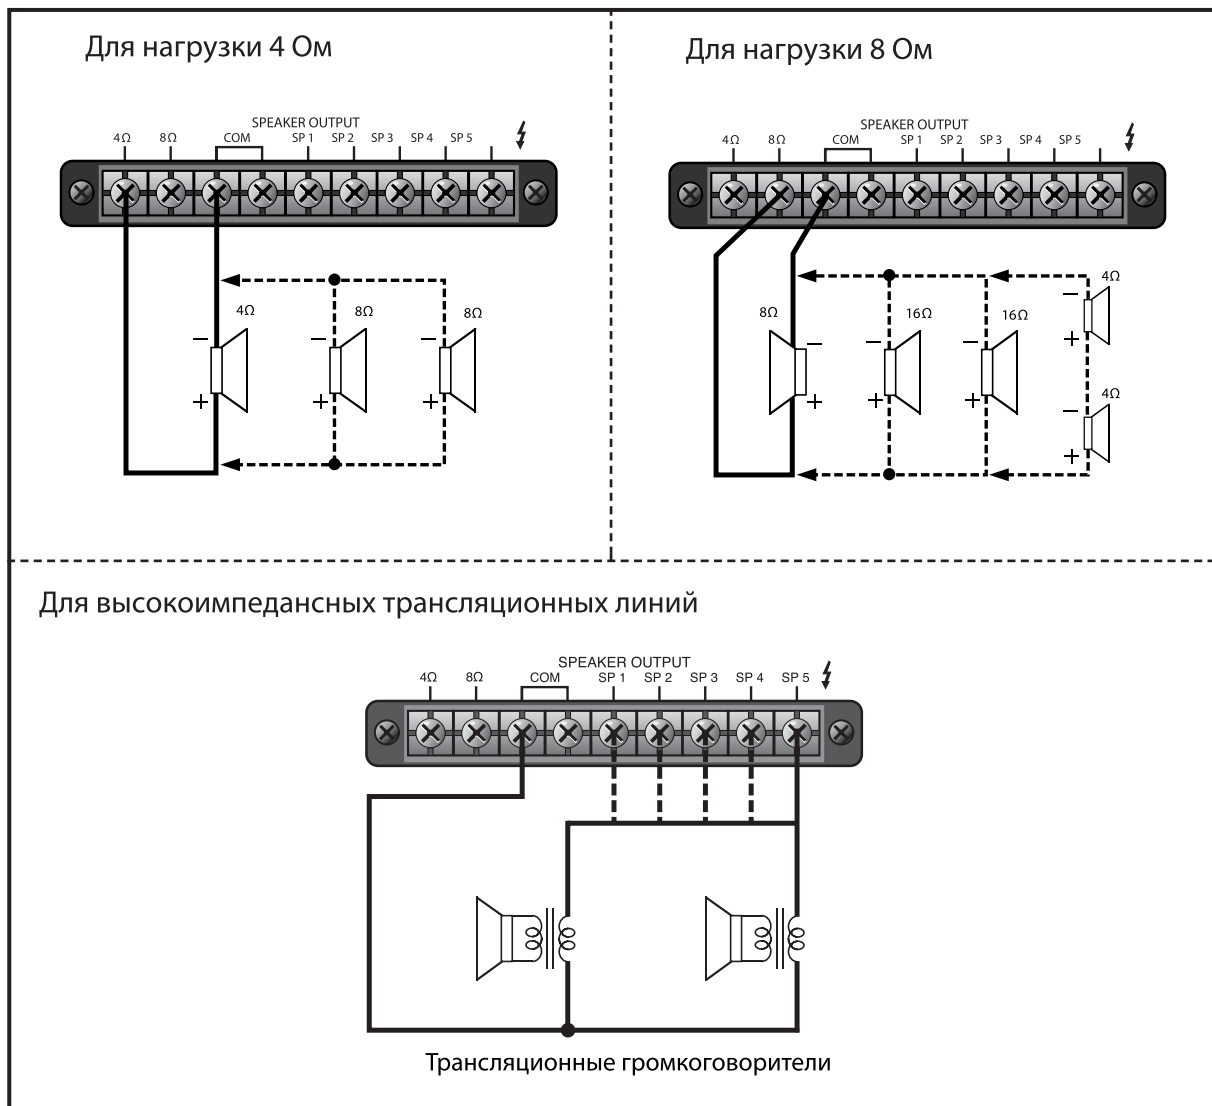 Для нагрузки 4 Ом
SPEAKER OUTPUT
4Ω 8Ω COM SP 1 SP 2 SP 3 SP 4 SP 5
4Ω 8Ω 8Ω
− − −
+ + +
Для нагрузки 8 Ом
SPEAKER OUTPUT
4Ω 8Ω COM SP 1 SP 2 SP 3 SP 4 SP 5
4Ω
8Ω 16Ω 16Ω
− − − −
+ + + +
4Ω
−
+
Для высокоимпедансных трансляционных линий
SPEAKER OUTPUT
4Ω 8Ω COM SP 1 SP 2 SP 3 SP 4 SP 5
Трансляционные громкоговорители